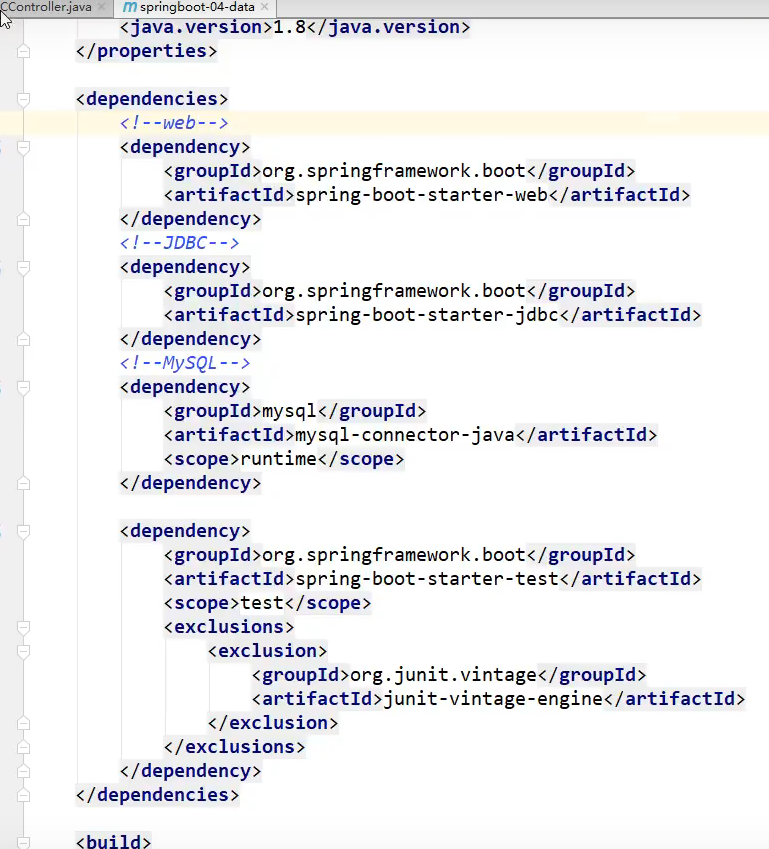 CController.java × m springboot-04-data ×
<java.version>1.8</java.version>
</properties>
<dependencies>
<!--web-->
<dependency>
<groupId>org.springframework.boot</groupId>
<artifactId>spring-boot-starter-web</artifactId>
</dependency>
<!--JDBC-->
<dependency>
<groupId>org.springframework.boot</groupId>
<artifactId>spring-boot-starter-jdbc</artifactId>
</dependency>
<!--MySQL-->
<dependency>
<groupId>mysql</groupId>
<artifactId>mysql-connector-java</artifactId>
<scope>runtime</scope>
</dependency>
<dependency>
<groupId>org.springframework.boot</groupId>
<artifactId>spring-boot-starter-test</artifactId>
<scope>test</scope>
<exclusions>
<exclusion>
<groupId>org.junit.vintage</groupId>
<artifactId>junit-vintage-engine</artifactId>
</exclusion>
</exclusions>
</dependency>
</dependencies>
<build>